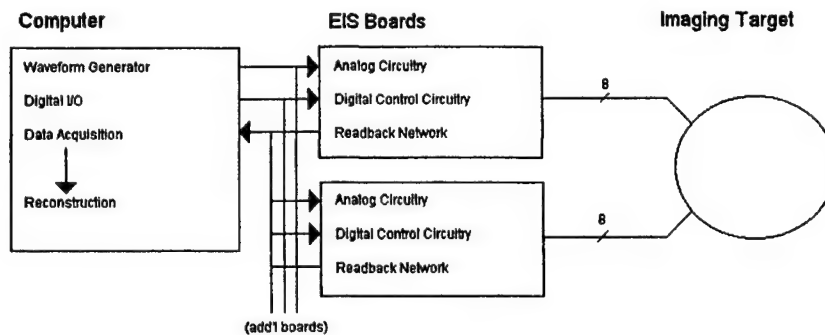 Computer
Waveform Generator
Digital I/O
Data Acquisition
Reconstruction
EIS Boards
Analog Circuitry
Digital Control Circuitry
Readback Network
Analog Circuitry
Digital Control Circuitry
Readback Network
(add'l boards)
Imaging Target
8
8